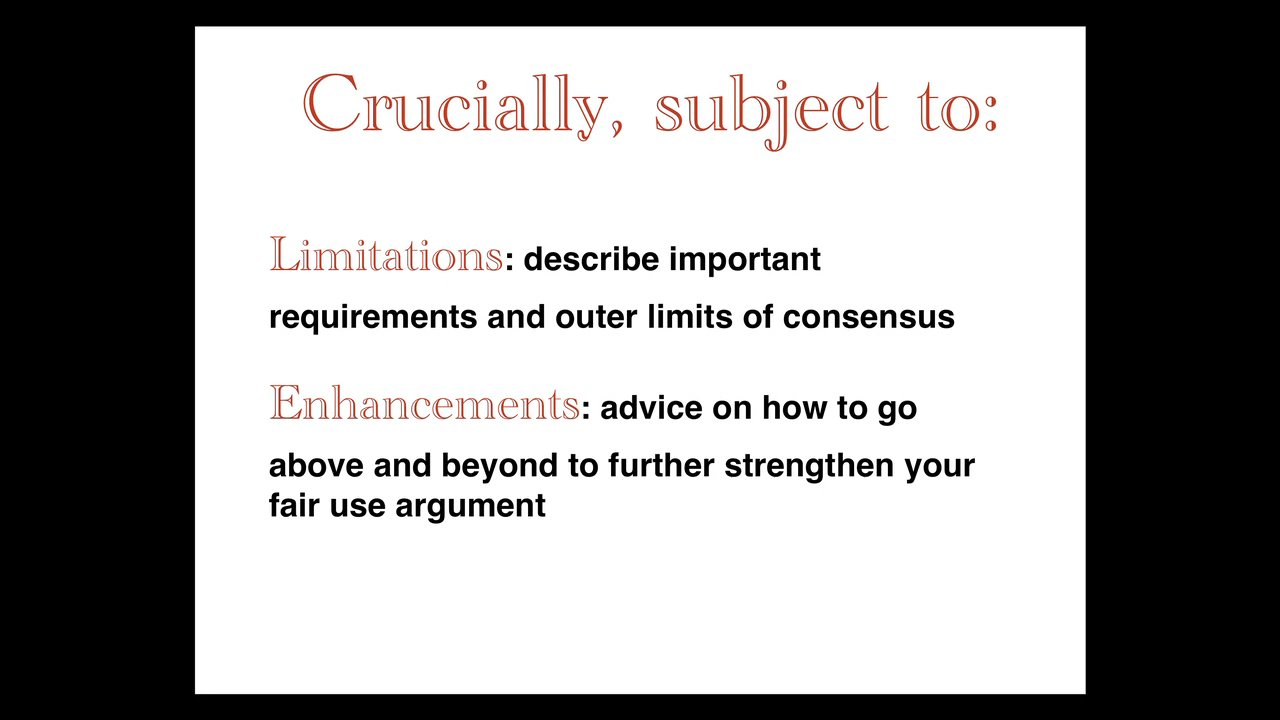 Crucially, subject to:
Limitations: describe important
requirements and outer limits of consensus
Enhancements: advice on how to go
above and beyond to further strengthen your
fair use argument